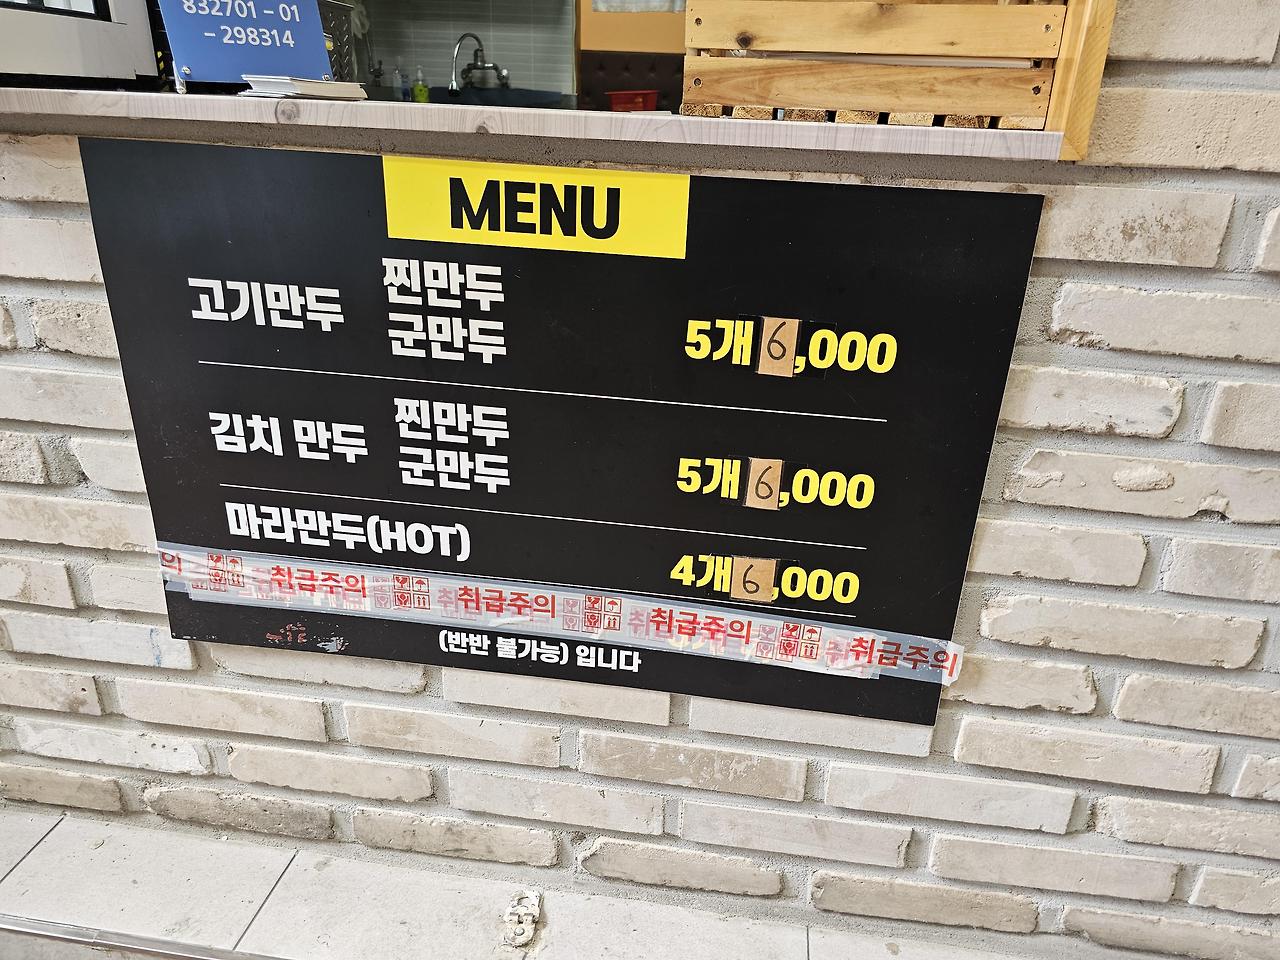 832701-01
-298314
MENU
고기만두 찐만두
군만두
5개 6,000
김치 만두 찐만두
군만두
5개 6,000
마라만두(HOT)
4개 6,000
의 취급주의 취급주의 취급주의 취급주의
(반반 불가능) 입니다